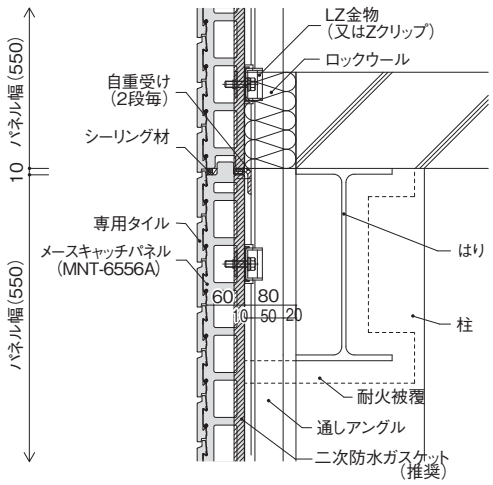 LZ金物
(又はZクリップ)
ロックウール
自重受け
(2段毎)
シーリング材
パネル幅(550)
10
専用タイル
メースキャッチパネル
(MNT-6556A)
パネル幅(550)
60
80
10
50
20
はり
柱
耐火被覆
通しアングル
二次防水ガスケット
(推奨)